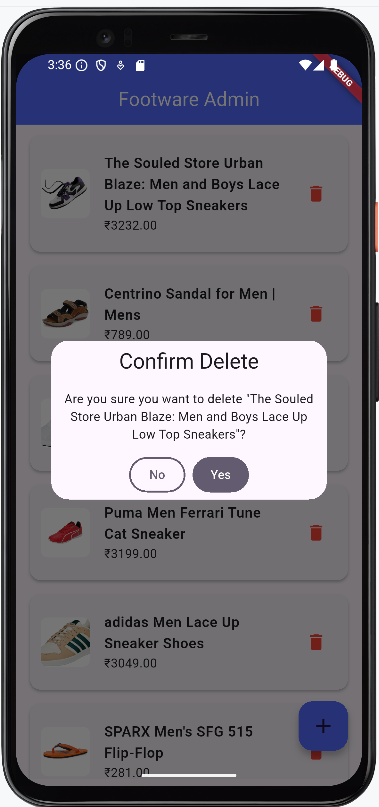 3:36
DEBUG
Footware Admin
The Souled Store Urban
Blaze: Men and Boys Lace
Up Low Top Sneakers
₹3232.00
Centrino Sandal for Men |
Mens
₹789.00
Confirm Delete
Are you sure you want to delete "The Souled
Store Urban Blaze: Men and Boys Lace Up
Low Top Sneakers"?
No
Yes
Puma Men Ferrari Tune
Cat Sneaker
₹3199.00
adidas Men Lace Up
Sneaker Shoes
₹3049.00
SPARX Men's SFG 515
Flip-Flop
₹281.00